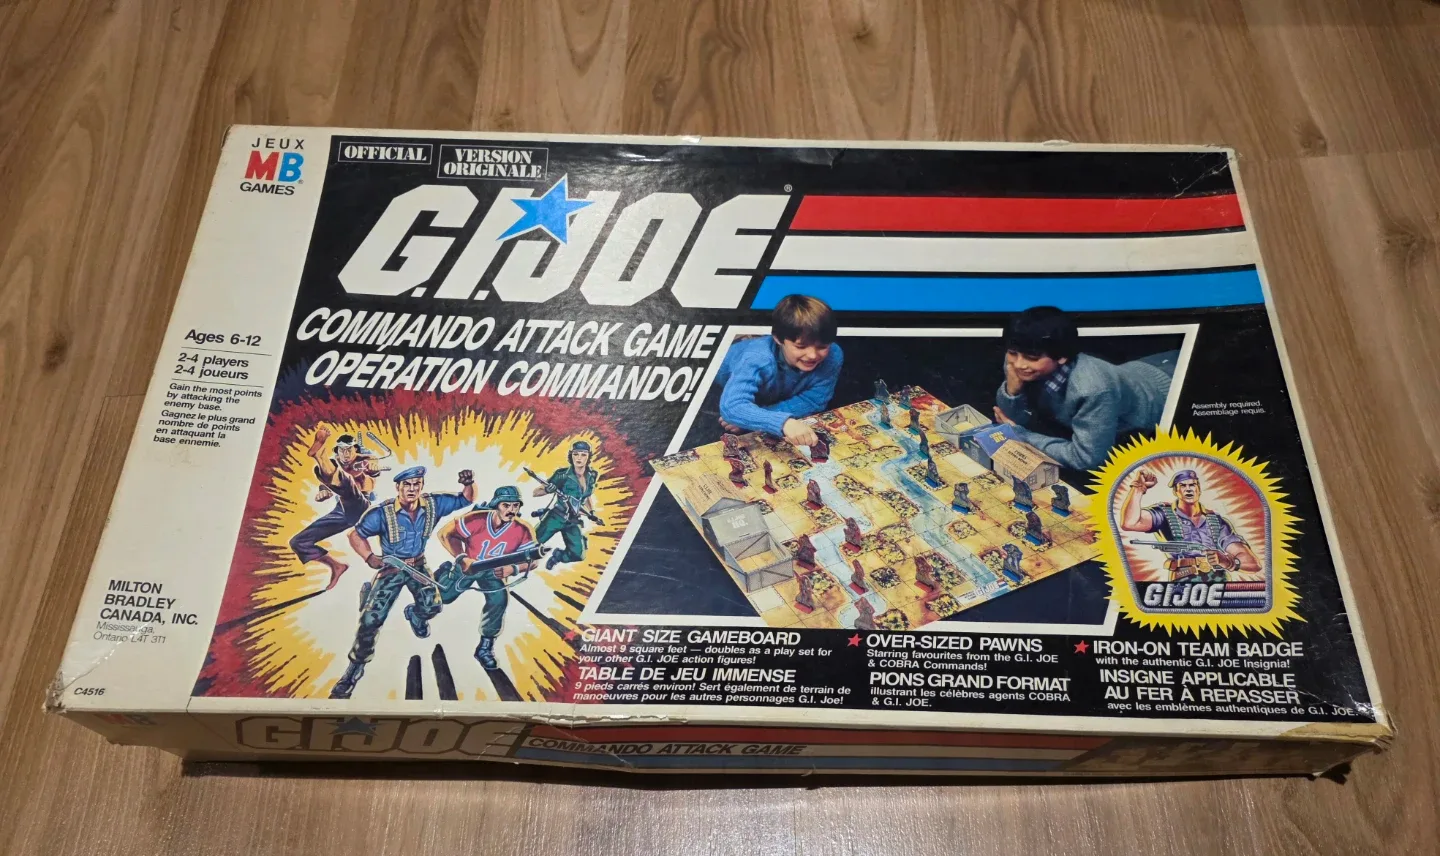 JEUX
MB®
GAMES
OFFICIAL
VERSION
ORIGINALE
G.I. JOE®
COMMANDO ATTACK GAME
OPÉRATION COMMANDO!
Ages 6-12
2-4 players
2-4 joueurs
Gain the most points
by attacking the
enemy base.
Gagnez le plus grand
nombre de points
en attaquant la
base ennemie.
MILTON
BRADLEY
CANADA, INC.
Mississauga,
Ontario L4T 3T1
C4516
14
Assembly required.
Assemblage requis.
G.I. JOE
GIANT SIZE GAMEBOARD
Almost 9 square feet — doubles as a play set for
your other G.I. JOE action figures!
TABLE DE JEU IMMENSE
9 pieds carrés environ! Sert également de terrain de
manoeuvres pour les autres personnages G.I. Joe!
OVER-SIZED PAWNS
Starring favourites from the G.I. JOE
& COBRA Commands!
PIONS GRAND FORMAT
illustrant les célèbres agents COBRA
& G.I. JOE.
IRON-ON TEAM BADGE
with the authentic G.I. JOE Insignia!
INSIGNE APPLICABLE
AU FER À REPASSER
avec les emblèmes authentiques de G.I. JOE.
MB
G.I. JOE
COMMANDO ATTACK GAME